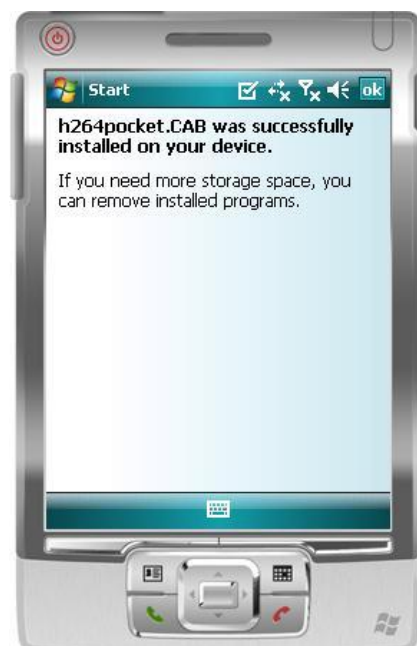 Start
ok
h264pocket.CAB was successfully
installed on your device.
If you need more storage space, you
can remove installed programs.